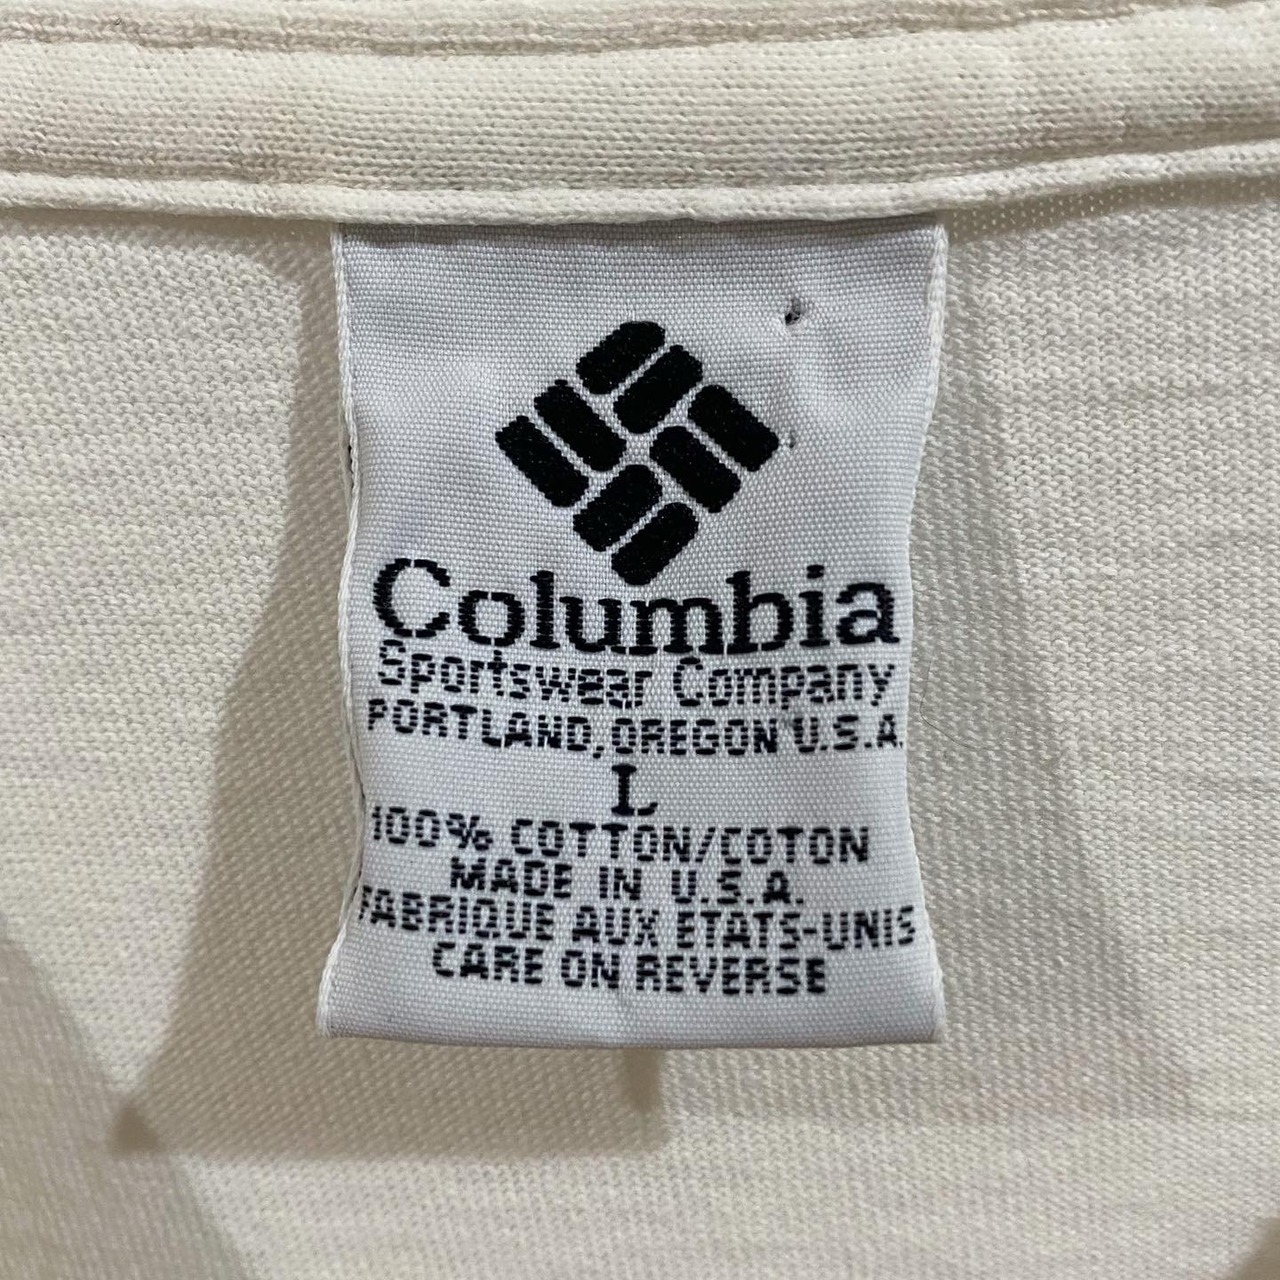 Columbia
Sportswear Company
PORTLAND, OREGON U.S.A.
L
100% COTTON/COTON
MADE IN U.S.A.
FABRIQUE AUX ETATS-UNIS
CARE ON REVERSE